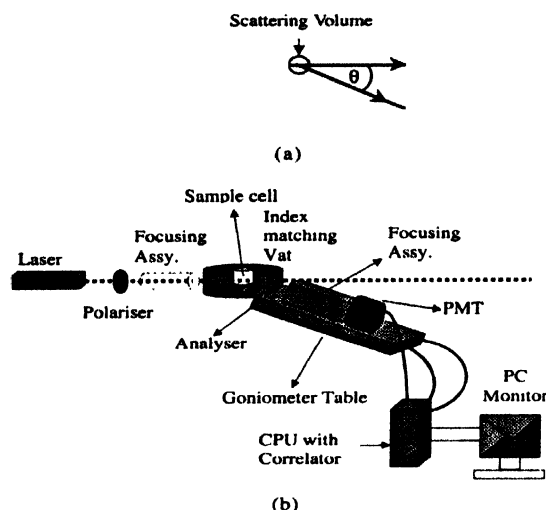 Scattering Volume
θ
(a)
Sample cell
Index
matching
Vat
Focusing
Assy.
Focusing
Assy.
Laser
Polariser
PMT
Analyser
Goniometer Table
PC
Monitor
CPU with
Correlator
(b)